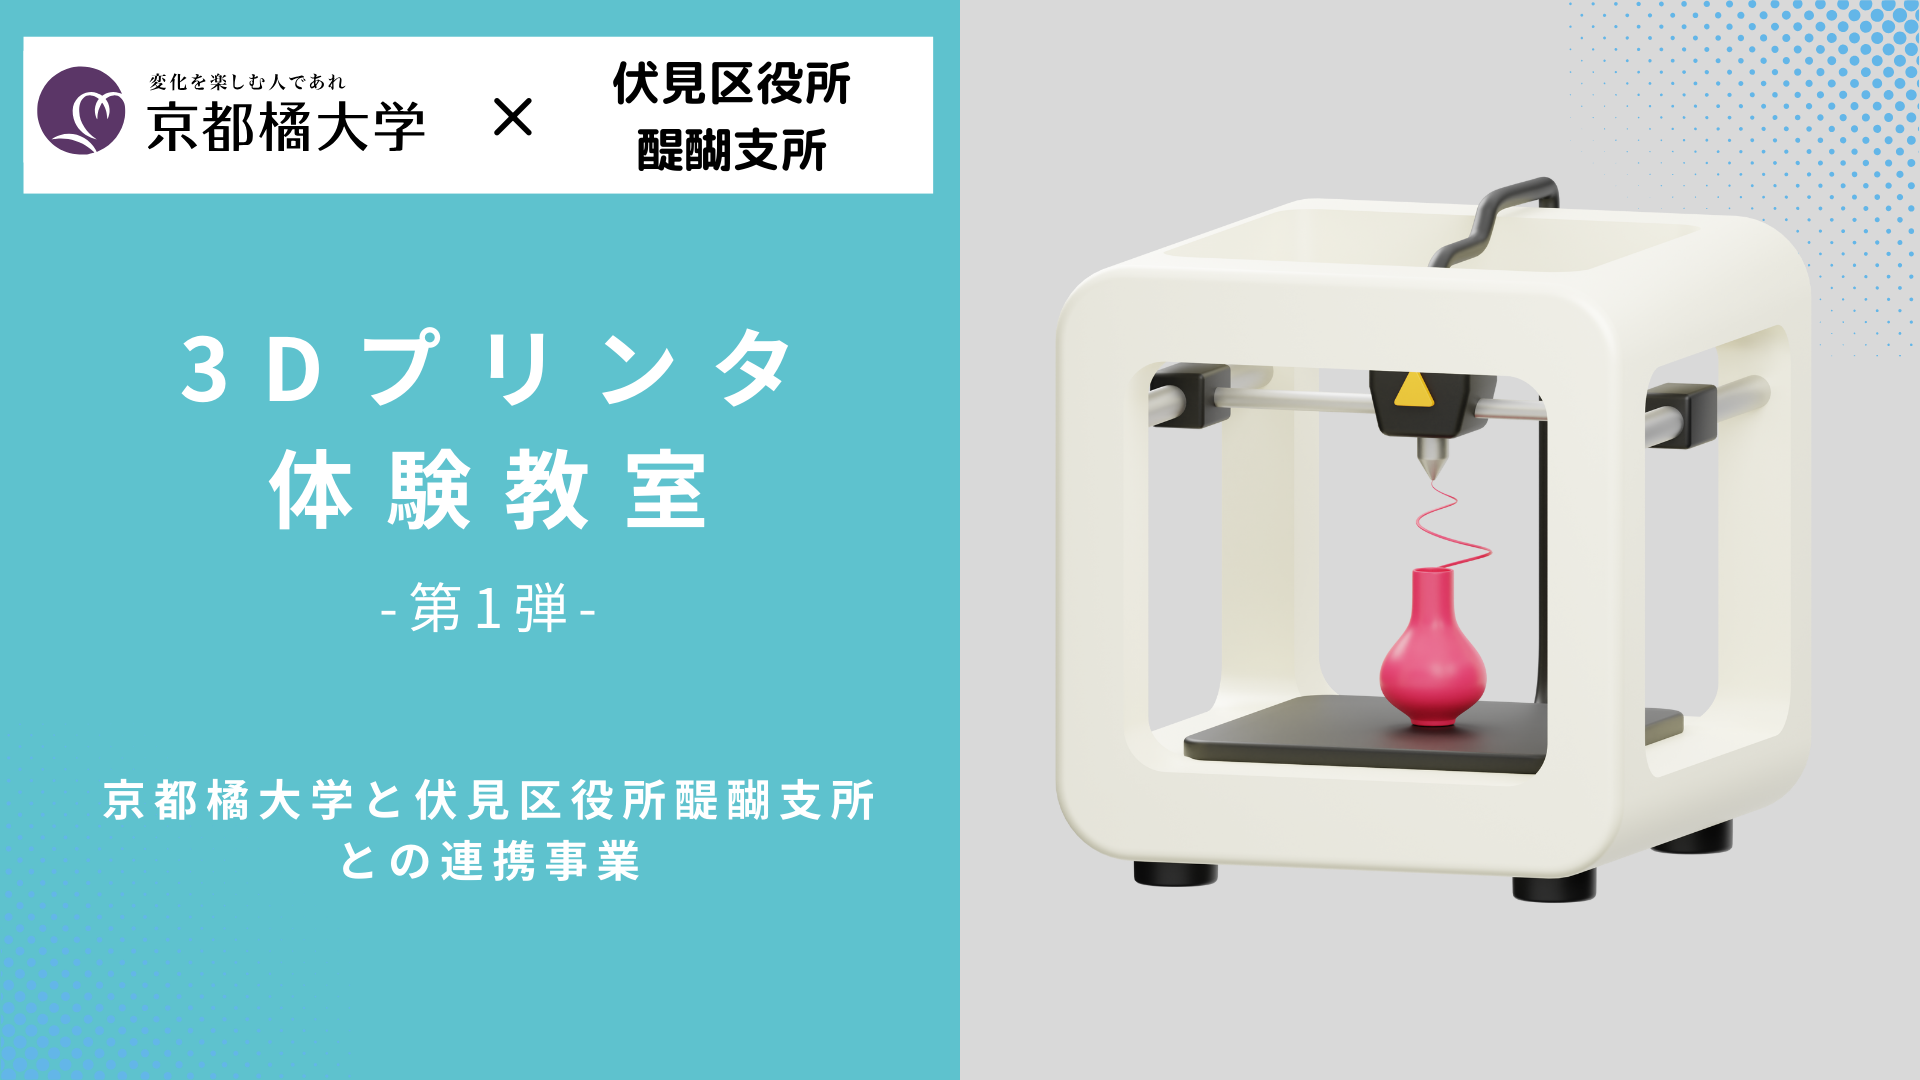 変化を楽しむ人であれ
京都橘大学
×
伏見区役所
醍醐支所
3Dプリンタ
体験教室
-第1弾-
京都橘大学と伏見区役所醍醐支所
との連携事業